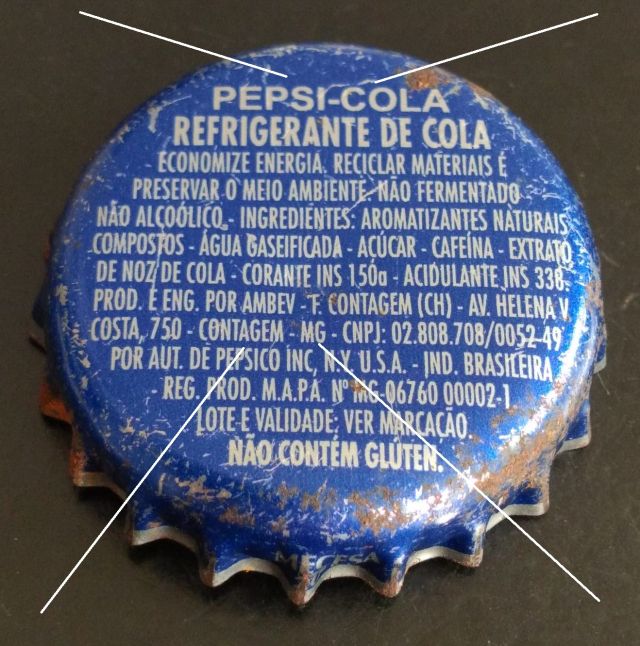 PEPSI-COLA
REFRIGERANTE DE COLA
ECONOMIZE ENERGIA. RECICLAR MATERIAIS É
PRESERVAR O MEIO AMBIENTE. NÃO FERMENTADO
NÃO ALCOÓLICO - INGREDIENTES: AROMATIZANTES NATURAIS
COMPOSTOS - ÁGUA GASEIFICADA - AÇÚCAR - CAFEÍNA - EXTRATO
DE NOZ DE COLA - CORANTE INS 150a - ACIDULANTE INS 338.
PROD. E ENG. POR AMBEV - F. CONTAGEM (CH) - AV. HELENA V.
COSTA, 750 - CONTAGEM - MG - CNPJ: 02.808.708/0052-49
POR AUT. DE PEPSICO INC, N.Y. U.S.A. - IND. BRASILEIRA
REG. PROD. M.A.P.A. Nº MG-06760 00002-1
LOTE E VALIDADE: VER MARCAÇÃO
NÃO CONTÉM GLÚTEN.